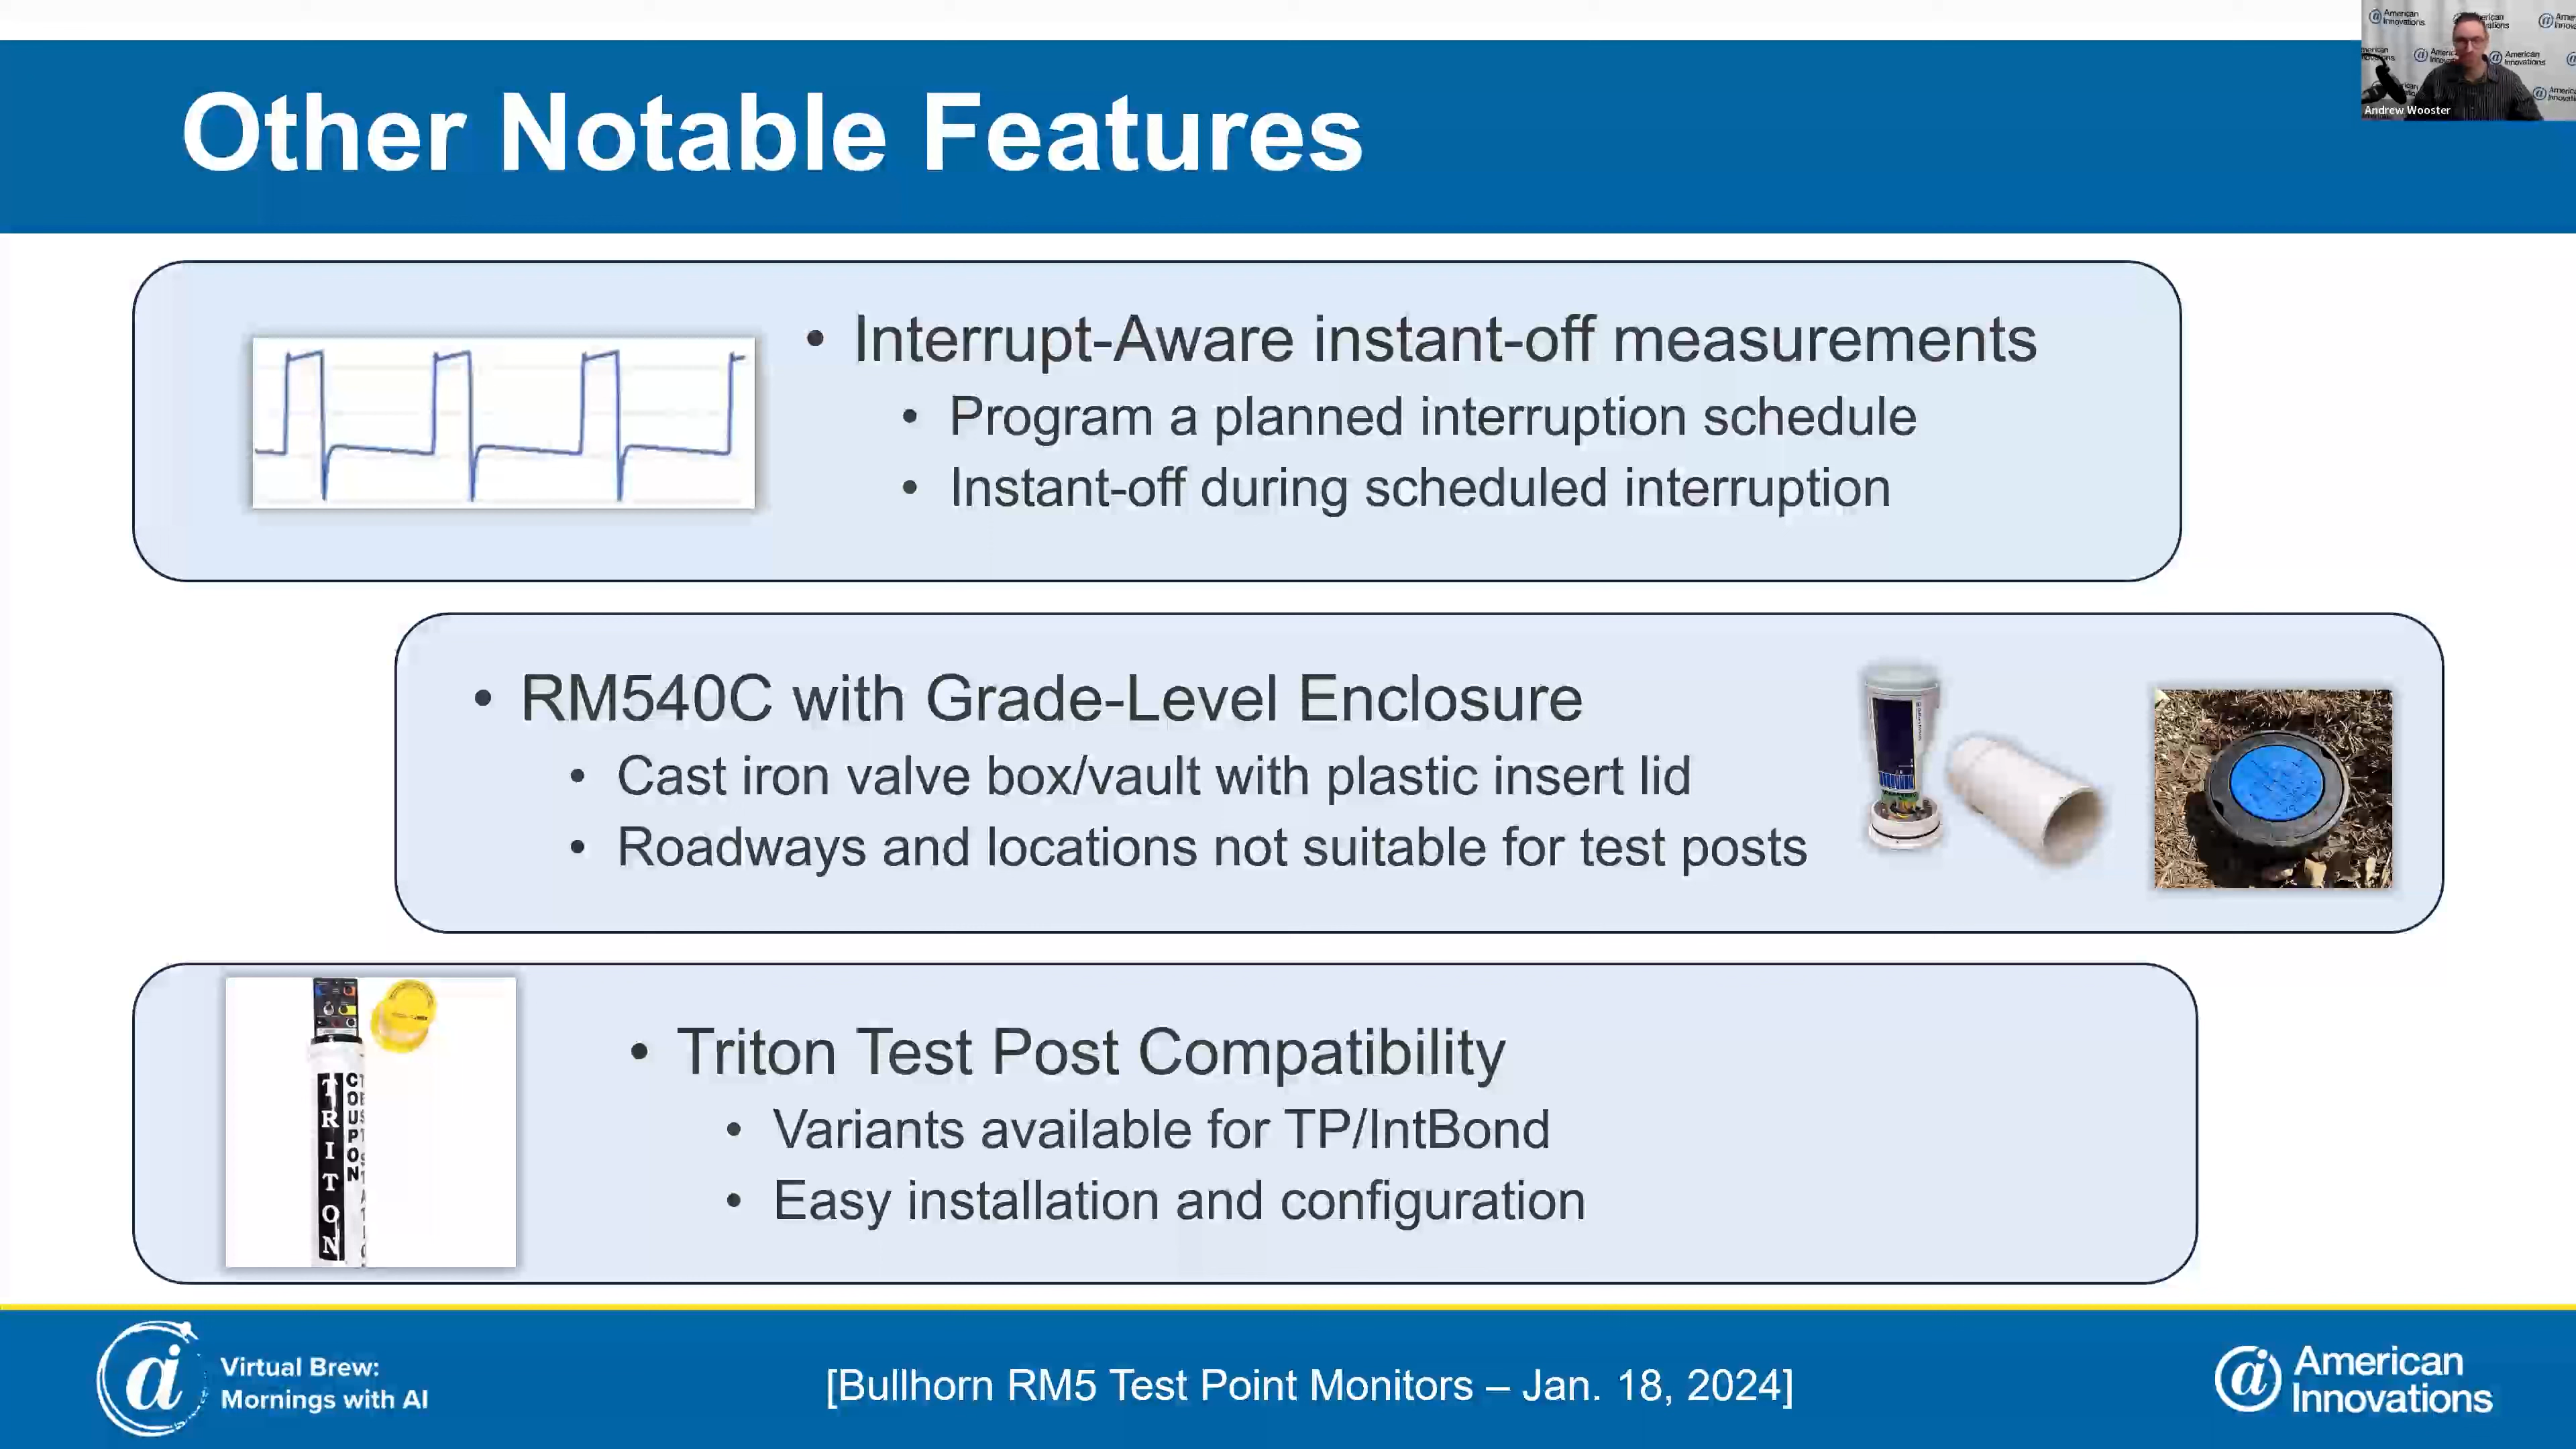 Other Notable Features
American Innovations
Andrew Wooster
• Interrupt-Aware instant-off measurements
• Program a planned interruption schedule
• Instant-off during scheduled interruption
• RM540C with Grade-Level Enclosure
• Cast iron valve box/vault with plastic insert lid
• Roadways and locations not suitable for test posts
TRITON
COUPON
• Triton Test Post Compatibility
• Variants available for TP/IntBond
• Easy installation and configuration
Virtual Brew:
Mornings with AI
[Bullhorn RM5 Test Point Monitors – Jan. 18, 2024]
American
Innovations